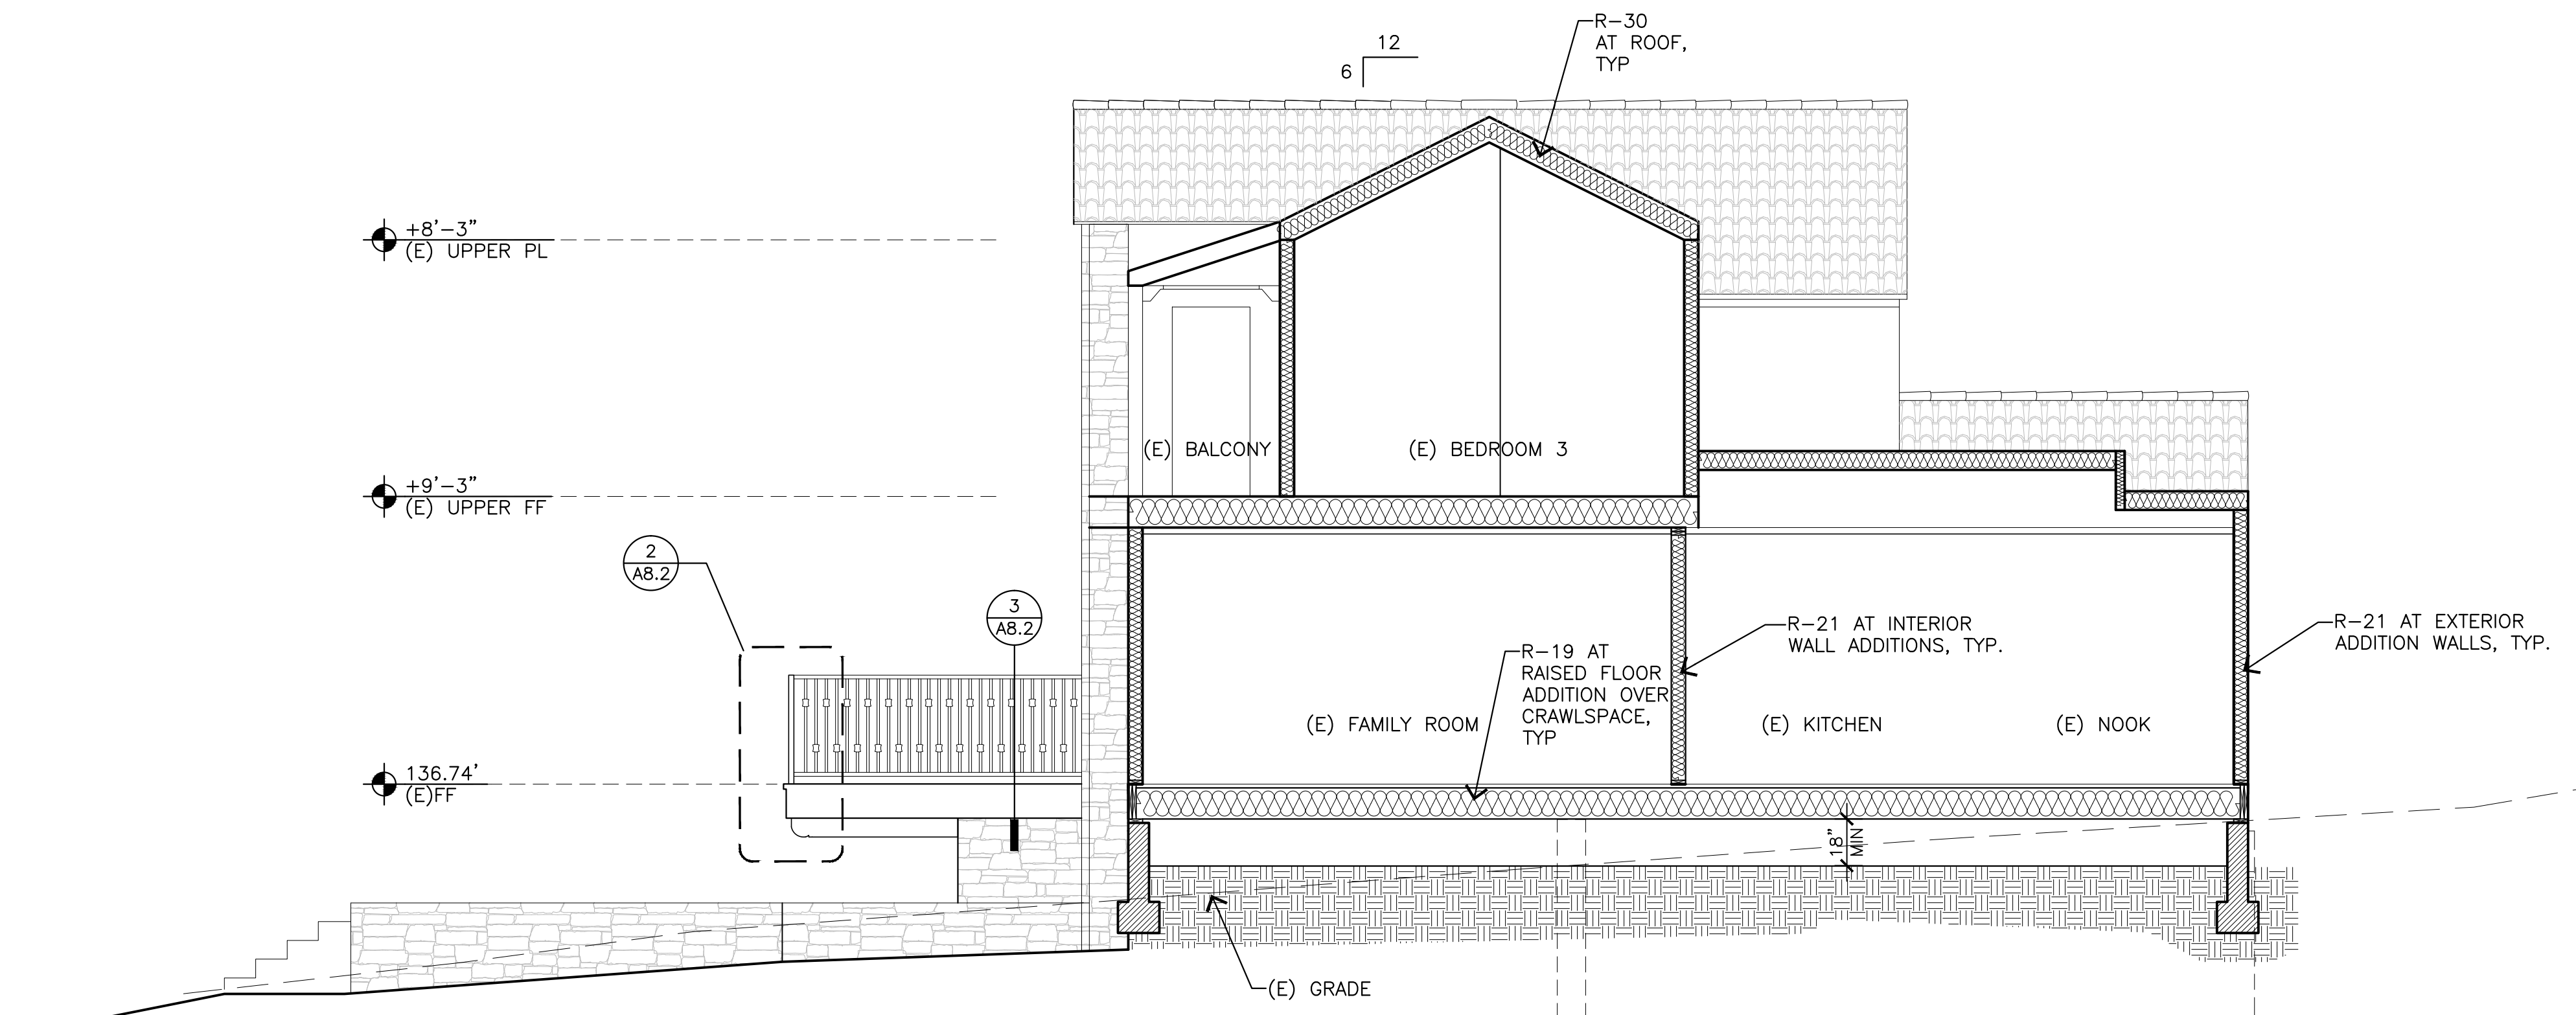 R-30
AT ROOF,
TYP
12
6
+8'-3"
(E) UPPER PL
(E) BALCONY
(E) BEDROOM 3
+9'-3"
(E) UPPER FF
2
A8.2
3
A8.2
R-19 AT
RAISED FLOOR
ADDITION OVER
CRAWLSPACE,
TYP
R-21 AT INTERIOR
WALL ADDITIONS, TYP.
R-21 AT EXTERIOR
ADDITION WALLS, TYP.
(E) FAMILY ROOM
(E) KITCHEN
(E) NOOK
136.74'
(E)FF
18"
MIN
(E) GRADE